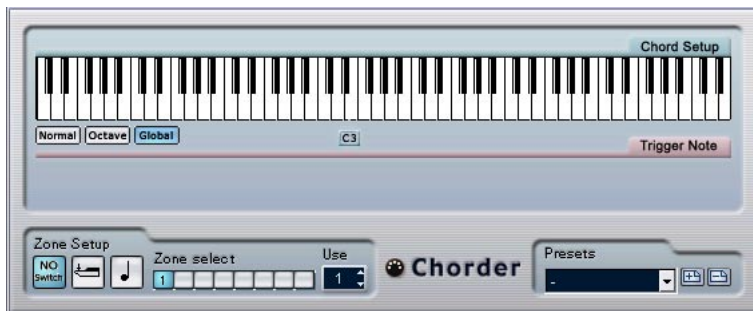 Chord Setup
Normal Octave Global
C3
Trigger Note
Zone Setup
NO
Switch
Zone select
1
Use
1
Chorder
Presets
-